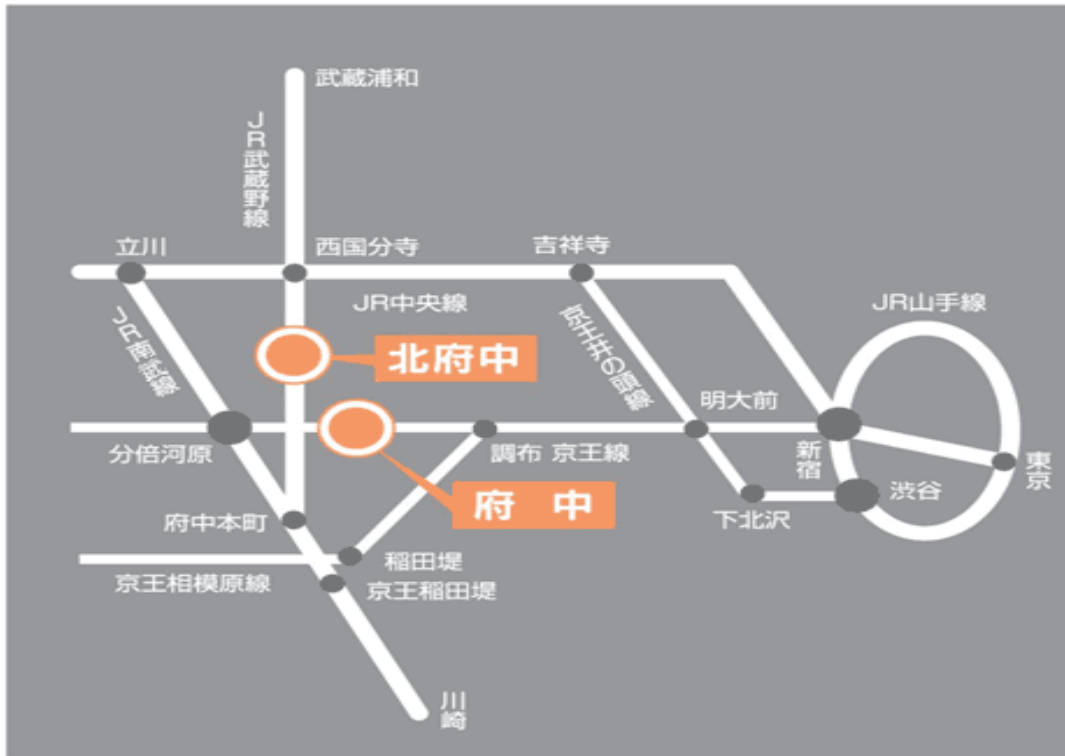 武蔵浦和
JR武蔵野線
立川
西国分寺
吉祥寺
JR中央線
JR山手線
JR南武線
北府中
京王井の頭線
明大前
分倍河原
調布 京王線
新宿
東京
府中
渋谷
府中本町
下北沢
稲田堤
京王相模原線
京王稲田堤
川崎